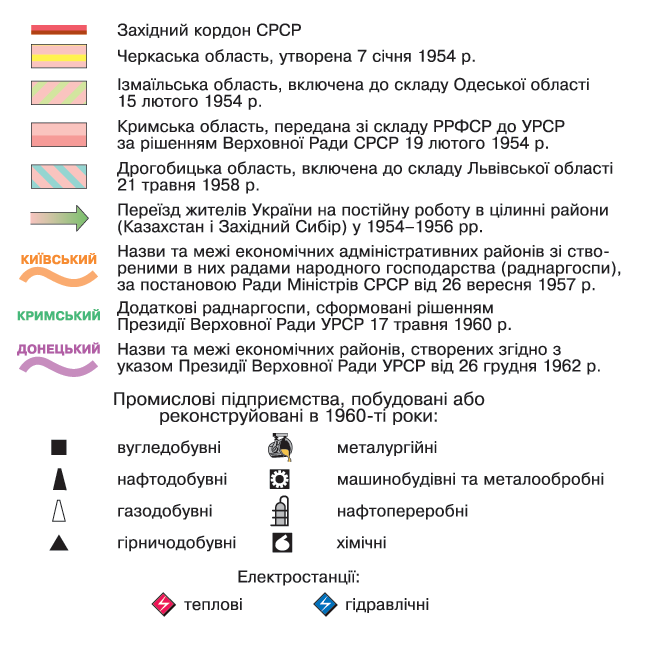 Західний кордон СРСР
Черкаська область, утворена 7 січня 1954 р.
Ізмаїльська область, включена до складу Одеської області
15 лютого 1954 р.
Кримська область, передана зі складу РРФСР до УРСР
за рішенням Верховної Ради СРСР 19 лютого 1954 р.
Дрогобицька область, включена до складу Львівської області
21 травня 1958 р.
Переїзд жителів України на постійну роботу в цілинні райони
(Казахстан і Західний Сибір) у 1954–1956 рр.
КИЇВСЬКИЙ
Назви та межі економічних адміністративних районів зі ство-
реними в них радами народного господарства (раднаргоспи),
за постановою Ради Міністрів СРСР від 26 вересня 1957 р.
КРИМСЬКИЙ
Додаткові раднаргоспи, сформовані рішенням
Президії Верховної Ради УРСР 17 травня 1960 р.
ДОНЕЦЬКИЙ
Назви та межі економічних районів, створених згідно з
указом Президії Верховної Ради УРСР від 26 грудня 1962 р.
Промислові підприємства, побудовані або
реконструйовані в 1960-ті роки:
вугледобувні
металургійні
нафтодобувні
машинобудівні та металообробні
газодобувні
нафтопереробні
гірничодобувні
хімічні
Електростанції:
теплові
гідравлічні